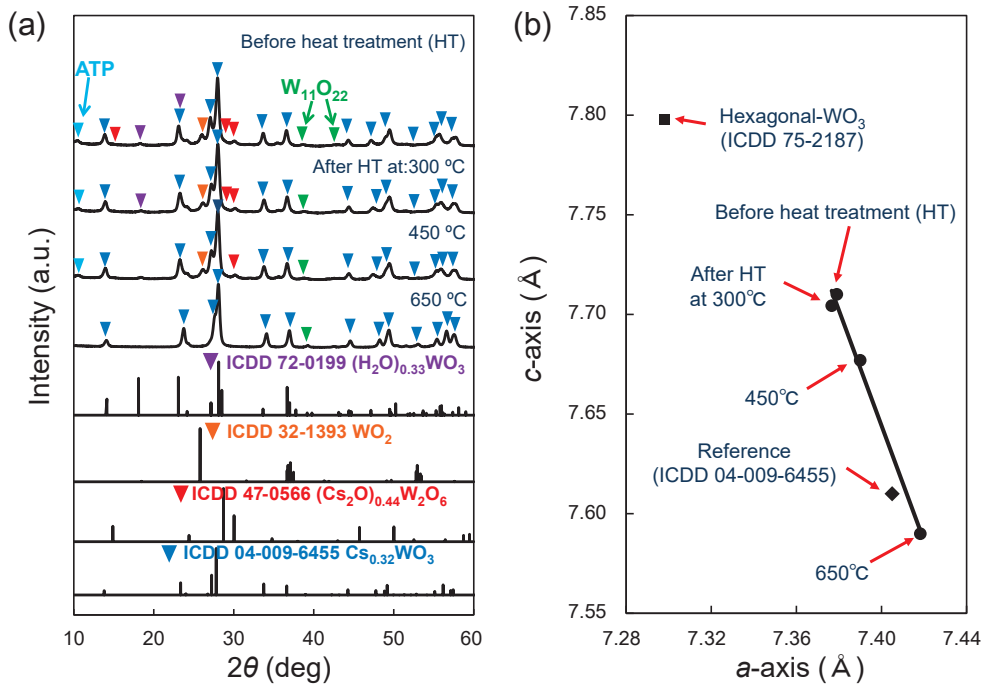 (a)
Before heat treatment (HT)
ATP
W₁₁O₂₂
After HT at:300 ºC
450 ºC
650 ºC
ICDD 72-0199 (H₂O)₀.₃₃WO₃
ICDD 32-1393 WO₂
ICDD 47-0566 (Cs₂O)₀.₄₄W₂O₆
ICDD 04-009-6455 Cs₀.₃₂WO₃
Intensity (a.u.)
10 20 30 40 50 60
2θ (deg)
(b)
7.85
7.80
7.75
7.70
7.65
7.60
7.55
c-axis (Å)
Hexagonal-WO₃
(ICDD 75-2187)
Before heat treatment (HT)
After HT
at 300℃
450℃
Reference
(ICDD 04-009-6455)
650℃
7.28 7.32 7.36 7.40 7.44
a-axis (Å)